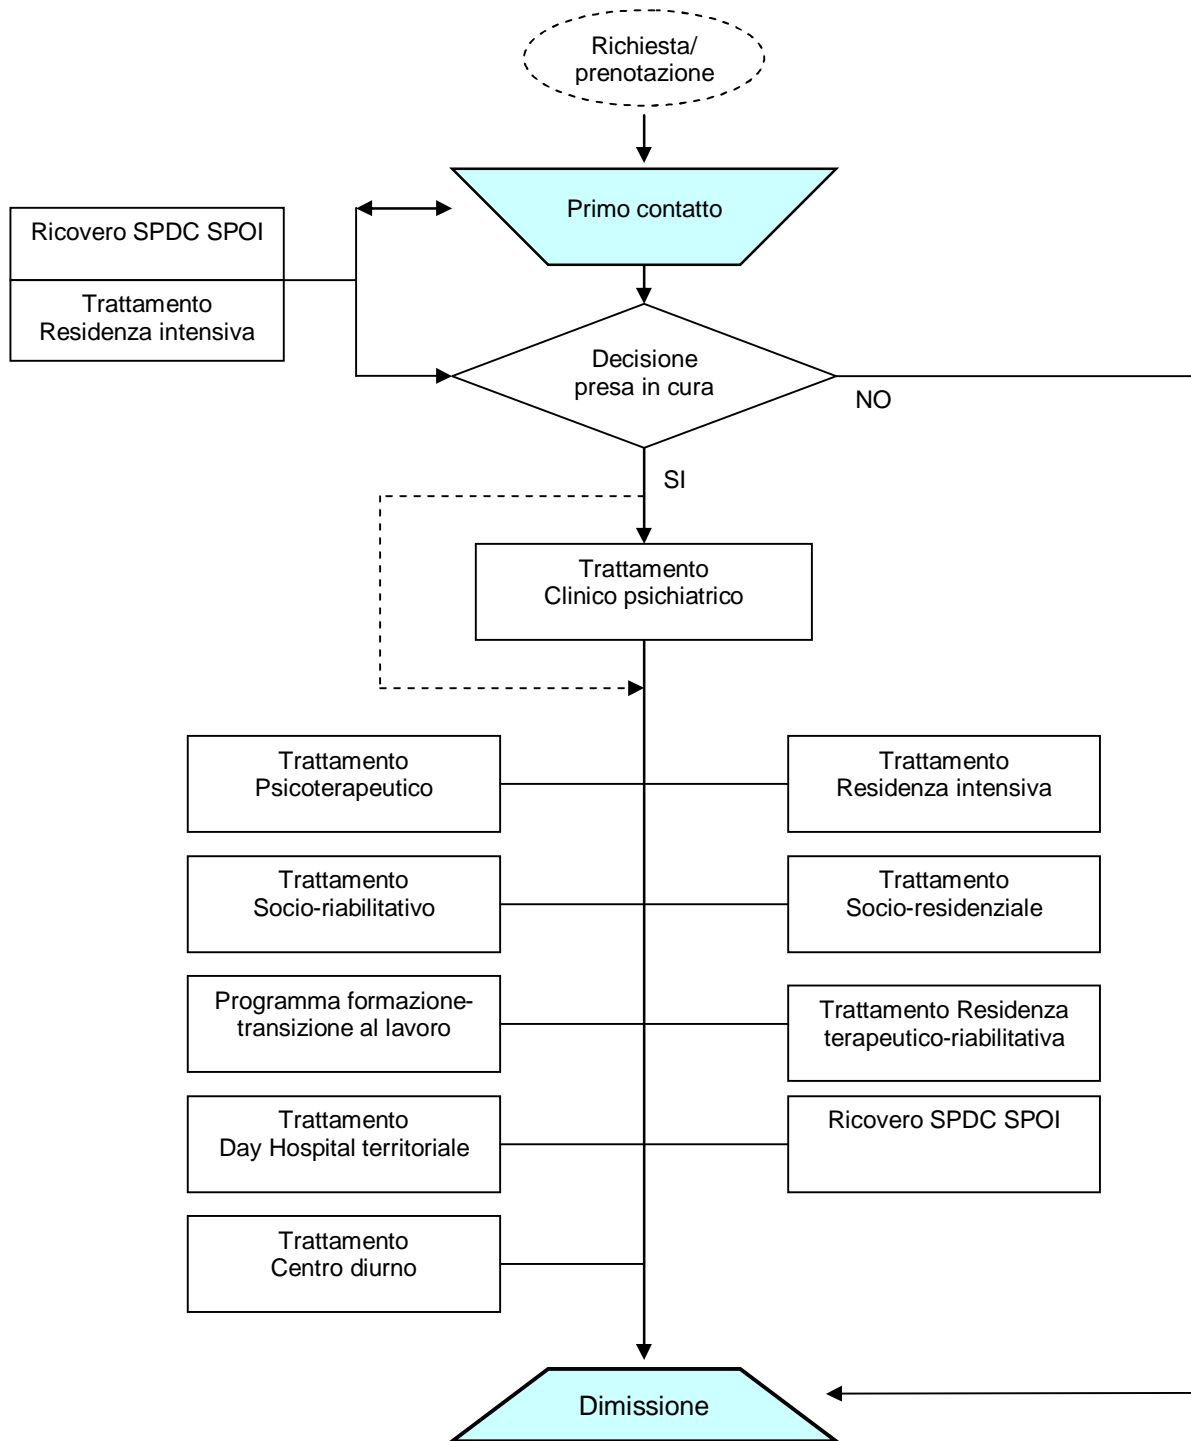 Richiesta/
prenotazione
Primo contatto
Ricovero SPDC SPOI
Trattamento
Residenza intensiva
Decisione
presa in cura
NO
SI
Trattamento
Clinico psichiatrico
Trattamento
Psicoterapeutico
Trattamento
Residenza intensiva
Trattamento
Socio-riabilitativo
Trattamento
Socio-residenziale
Programma formazione-
transizione al lavoro
Trattamento Residenza
terapeutico-riabilitativa
Trattamento
Day Hospital territoriale
Ricovero SPDC SPOI
Trattamento
Centro diurno
Dimissione